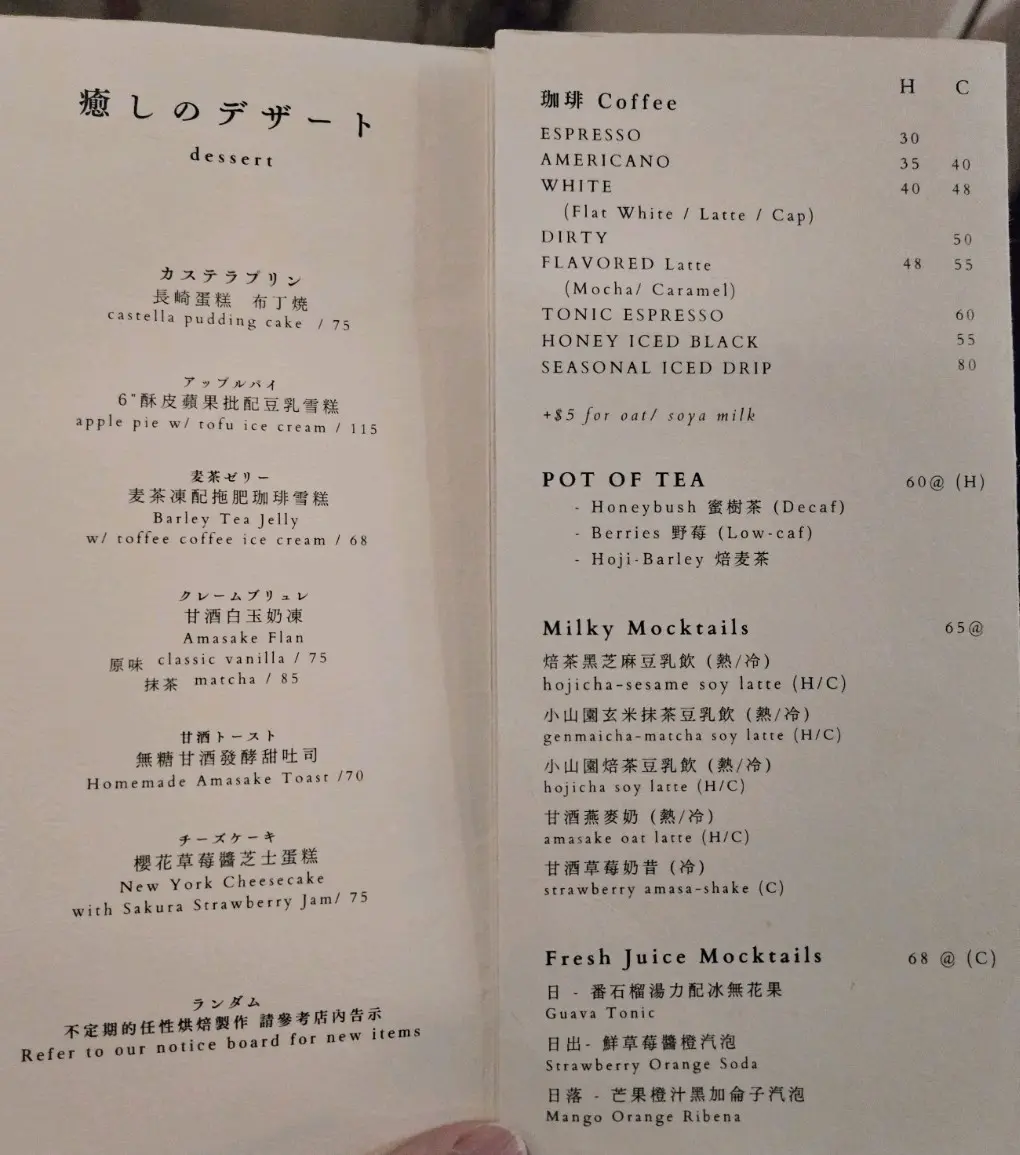 癒しのデザート
dessert
カステラプリン
長崎蛋糕 布丁焼
castella pudding cake / 75
アップルパイ
6"酥皮蘋果批配豆乳雪糕
apple pie w/ tofu ice cream / 115
麦茶ゼリー
麦茶凍配拖肥珈琲雪糕
Barley Tea Jelly
w/ toffee coffee ice cream / 68
クレームブリュレ
甘酒白玉奶凍
Amasake Flan
原味 classic vanilla / 75
抹茶 matcha / 85
甘酒トースト
無糖甘酒發酵甜吐司
Homemade Amasake Toast /70
チーズケーキ
櫻花草莓醬芝士蛋糕
New York Cheesecake
with Sakura Strawberry Jam/ 75
ランダム
不定期的任性烘焙製作 請參考店內告示
Refer to our notice board for new items
珈琲 Coffee H C
ESPRESSO 30
AMERICANO 35 40
WHITE 40 48
(Flat White / Latte / Cap)
DIRTY 50
FLAVORED Latte 48 55
(Mocha/ Caramel)
TONIC ESPRESSO 60
HONEY ICED BLACK 55
SEASONAL ICED DRIP 80
+$5 for oat/ soya milk
POT OF TEA 60@ (H)
- Honeybush 蜜樹茶 (Decaf)
- Berries 野莓 (Low-caf)
- Hoji-Barley 焙麦茶
Milky Mocktails 65@
焙茶黑芝麻豆乳飲 (熱/冷)
hojicha-sesame soy latte (H/C)
小山園玄米抹茶豆乳飲 (熱/冷)
genmaicha-matcha soy latte (H/C)
小山園焙茶豆乳飲 (熱/冷)
hojicha soy latte (H/C)
甘酒燕麥奶 (熱/冷)
amasake oat latte (H/C)
甘酒草莓奶昔 (冷)
strawberry amasa-shake (C)
Fresh Juice Mocktails 68 @ (C)
日 - 番石榴湯力配冰無花果
Guava Tonic
日出- 鮮草莓醬橙汽泡
Strawberry Orange Soda
日落 - 芒果橙汁黑加侖子汽泡
Mango Orange Ribena